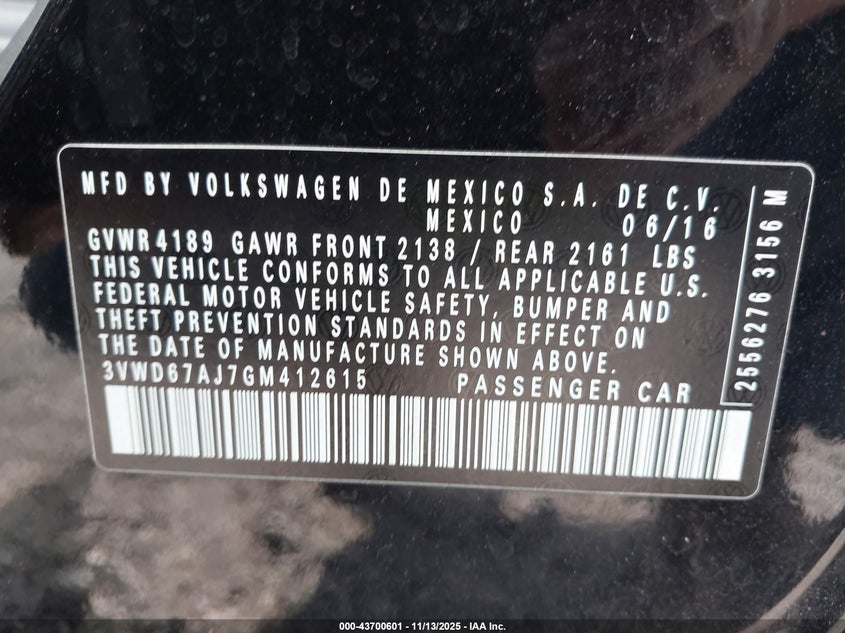 MFD BY VOLKSWAGEN DE MEXICO S.A. DE C.V.
MEXICO 06/16
GVWR 4189 GAWR FRONT 2138 / REAR 2161 LBS
THIS VEHICLE CONFORMS TO ALL APPLICABLE U.S.
FEDERAL MOTOR VEHICLE SAFETY, BUMPER AND
THEFT PREVENTION STANDARDS IN EFFECT ON
THE DATE OF MANUFACTURE SHOWN ABOVE.
3VWD67AJ7GM412615 PASSENGER CAR
2556276 3156 M
000-43700601 - 11/13/2025 - IAA Inc.